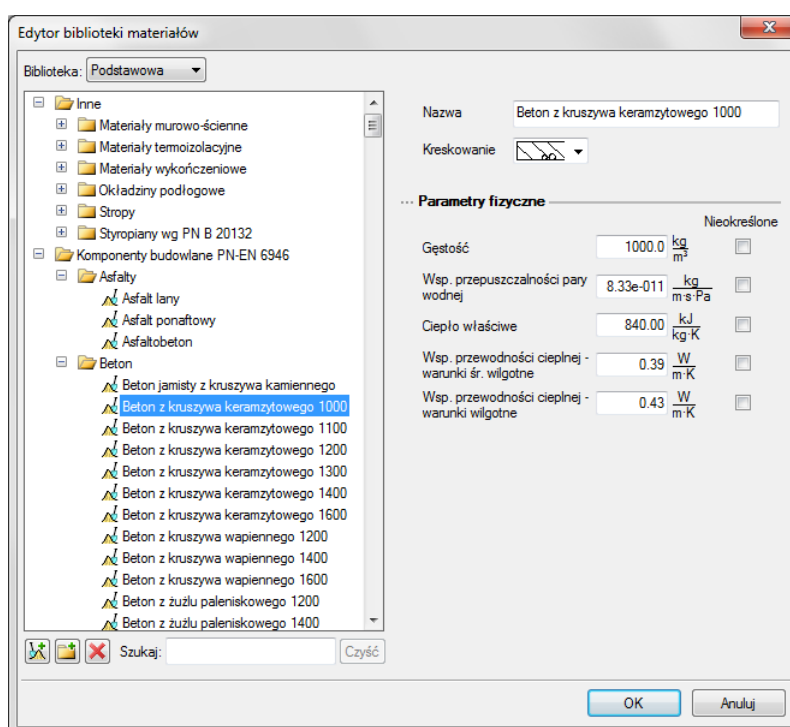 Edytor biblioteki materiałów
Biblioteka: Podstawowa
Inne
Materiały murowo-ścienne
Materiały termoizolacyjne
Materiały wykończeniowe
Okładziny podłogowe
Stropy
Styropiany wg PN B 20132
Komponenty budowlane PN-EN 6946
Asfalty
Asfalt lany
Asfalt ponaftowy
Asfaltobeton
Beton
Beton jamisty z kruszywa kamiennego
Beton z kruszywa keramzytowego 1000
Beton z kruszywa keramzytowego 1100
Beton z kruszywa keramzytowego 1200
Beton z kruszywa keramzytowego 1300
Beton z kruszywa keramzytowego 1400
Beton z kruszywa keramzytowego 1600
Beton z kruszywa wapiennego 1200
Beton z kruszywa wapiennego 1400
Beton z kruszywa wapiennego 1600
Beton z żużlu paleniskowego 1200
Beton z żużlu paleniskowego 1400
Szukaj: Czyść
Nazwa Beton z kruszywa keramzytowego 1000
Kreskowanie
Parametry fizyczne
Nieokreślone
Gęstość 1000.0 kg/m³
Wsp. przepuszczalności pary
wodnej 8.33e-011 kg/m·s·Pa
Ciepło właściwe 840.00 kJ/kg·K
Wsp. przewodności cieplnej -
warunki śr. wilgotne 0.39 W/m·K
Wsp. przewodności cieplnej -
warunki wilgotne 0.43 W/m·K
OK Anuluj